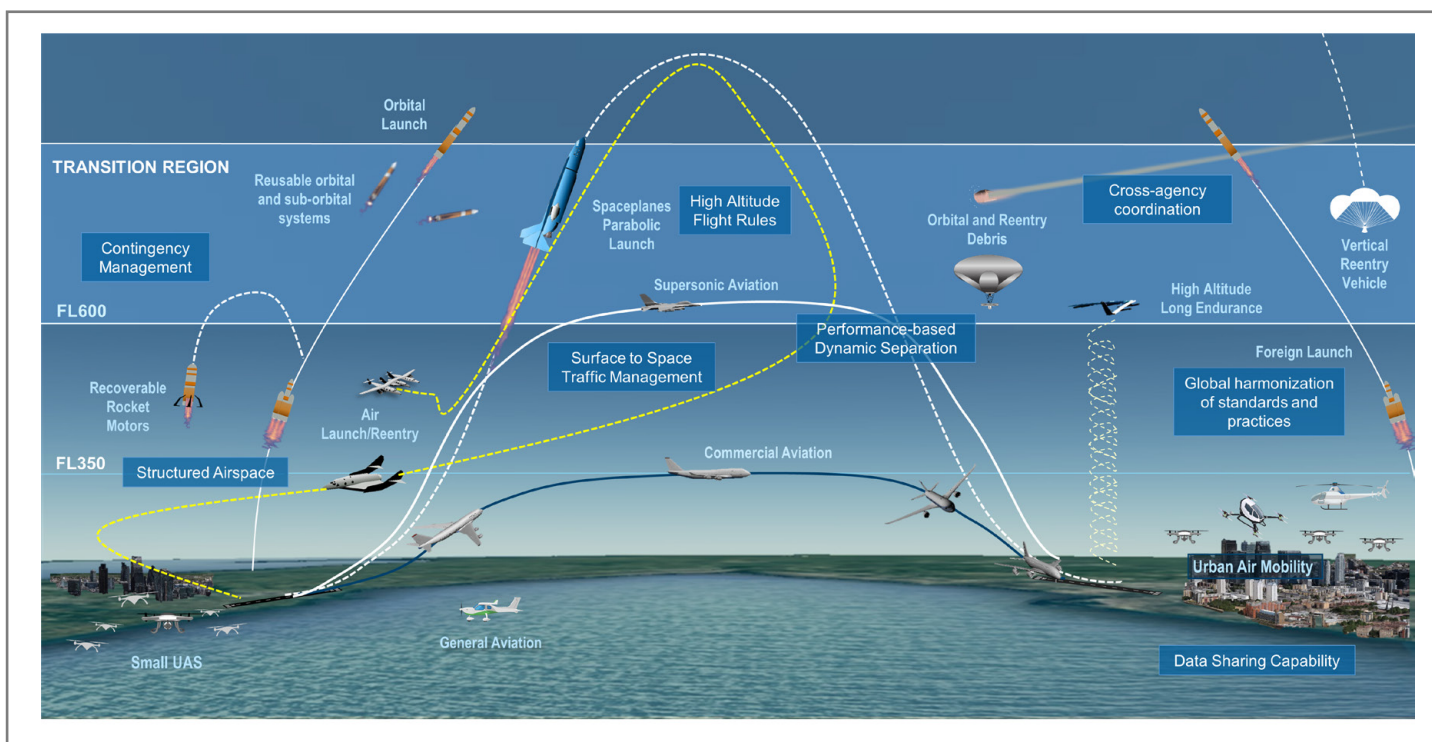 Orbital
Launch
TRANSITION REGION
Reusable orbital
and sub-orbital
systems
Spaceplanes
Parabolic
Launch
High Altitude
Flight Rules
Orbital and Reentry
Debris
Cross-agency
coordination
Vertical
Reentry
Vehicle
Contingency
Management
Supersonic Aviation
High Altitude
Long Endurance
FL600
Performance-based
Dynamic Separation
Surface to Space
Traffic Management
Foreign Launch
Global harmonization
of standards and
practices
Recoverable
Rocket
Motors
Air
Launch/Reentry
FL350
Structured Airspace
Commercial Aviation
Urban Air Mobility
General Aviation
Small UAS
Data Sharing Capability